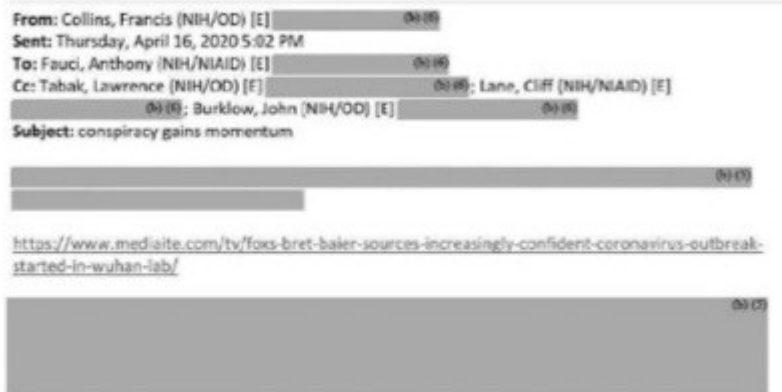 From: Collins, Francis (NIH/OD) [E] (b) (6)
Sent: Thursday, April 16, 2020 5:02 PM
To: Fauci, Anthony (NIH/NIAID) [E] (b) (6)
Cc: Tabak, Lawrence (NIH/OD) [E] (b) (6); Lane, Cliff (NIH/NIAID) [E]
(b) (6); Burklow, John (NIH/OD) [E] (b) (6)
Subject: conspiracy gains momentum
https://www.mediaite.com/tv/foxs-bret-baier-sources-increasingly-confident-coronavirus-outbreak-
started-in-wuhan-lab/